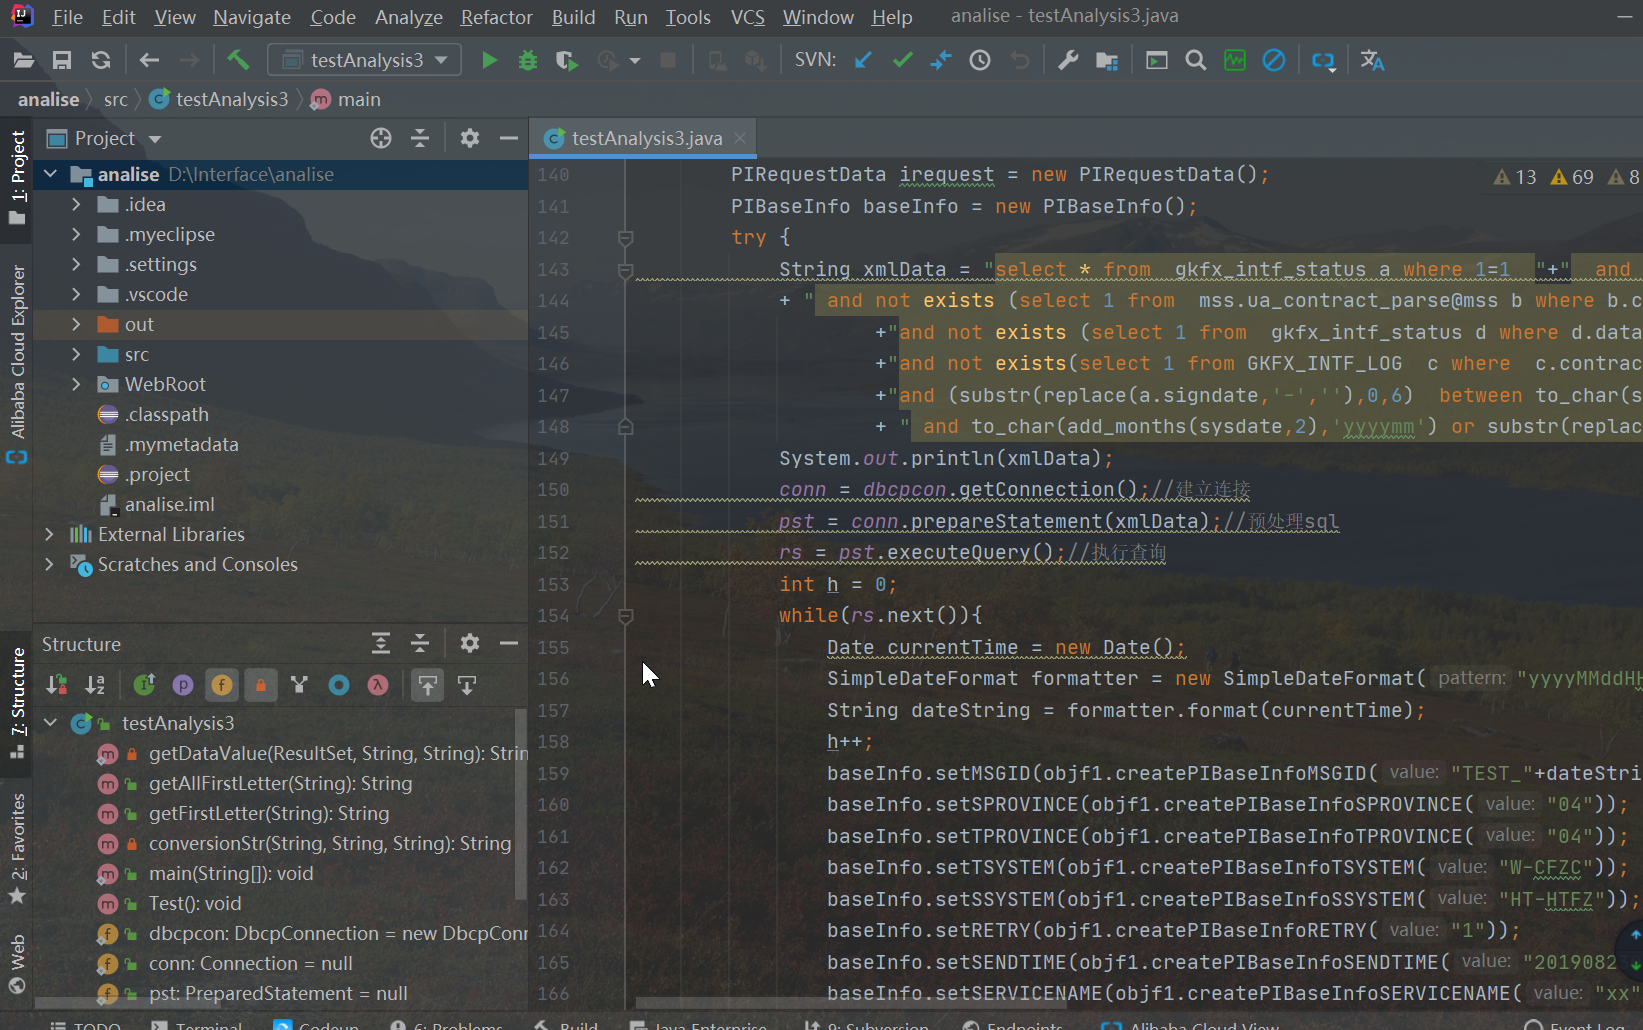 File Edit View Navigate Code Analyze Refactor Build Run Tools VCS Window Help analise - testAnalysis3.java
testAnalysis3 SVN:
analise src testAnalysis3 main
1: Project
Alibaba Cloud Explorer
7: Structure
2: Favorites
Web
Project
analise D:\Interface\analise
.idea
.myeclipse
.settings
.vscode
out
src
WebRoot
.classpath
.mymetadata
.project
analise.iml
External Libraries
Scratches and Consoles
Structure
testAnalysis3
getDataValue(ResultSet, String, String): Strin
getAllFirstLetter(String): String
getFirstLetter(String): String
conversionStr(String, String, String): String
main(String[]): void
Test(): void
dbcpcon: DbcpConnection = new DbcpConn
conn: Connection = null
pst: PreparedStatement = null
testAnalysis3.java
13 69 8
140 PIRequestData irequest = new PIRequestData();
141 PIBaseInfo baseInfo = new PIBaseInfo();
142 try {
143 String xmlData = "select * from  gkfx_intf_status a where 1=1  "+"  and
144 + " and not exists (select 1 from  mss.ua_contract_parse@mss b where b.c
145 +"and not exists (select 1 from  gkfx_intf_status d where d.data
146 +"and not exists(select 1 from GKFX_INTF_LOG  c where  c.contrac
147 +"and (substr(replace(a.signdate,'-',''),0,6)  between to_char(s
148 + " and to_char(add_months(sysdate,2),'yyyymm') or substr(replac
149 System.out.println(xmlData);
150 conn = dbcpcon.getConnection();//建立连接
151 pst = conn.prepareStatement(xmlData);//预处理sql
152 rs = pst.executeQuery();//执行查询
153 int h = 0;
154 while(rs.next()){
155 Date currentTime = new Date();
156 SimpleDateFormat formatter = new SimpleDateFormat( pattern: "yyyyMMddHH
157 String dateString = formatter.format(currentTime);
158 h++;
159 baseInfo.setMSGID(objf1.createPIBaseInfoMSGID( value: "TEST_"+dateStri
160 baseInfo.setSPROVINCE(objf1.createPIBaseInfoSPROVINCE( value: "04"));
161 baseInfo.setTPROVINCE(objf1.createPIBaseInfoTPROVINCE( value: "04"));
162 baseInfo.setTSYSTEM(objf1.createPIBaseInfoTSYSTEM( value: "W-CFZC"));
163 baseInfo.setSSYSTEM(objf1.createPIBaseInfoSSYSTEM( value: "HT-HTFZ"));
164 baseInfo.setRETRY(objf1.createPIBaseInfoRETRY( value: "1"));
165 baseInfo.setSENDTIME(objf1.createPIBaseInfoSENDTIME( value: "2019082
166 baseInfo.setSERVICENAME(objf1.createPIBaseInfoSERVICENAME( value: "xx"
TODO Terminal Codeup 6: Problems Build Java Enterprise 9: Subversion Endpoints Alibaba Cloud View Event Log